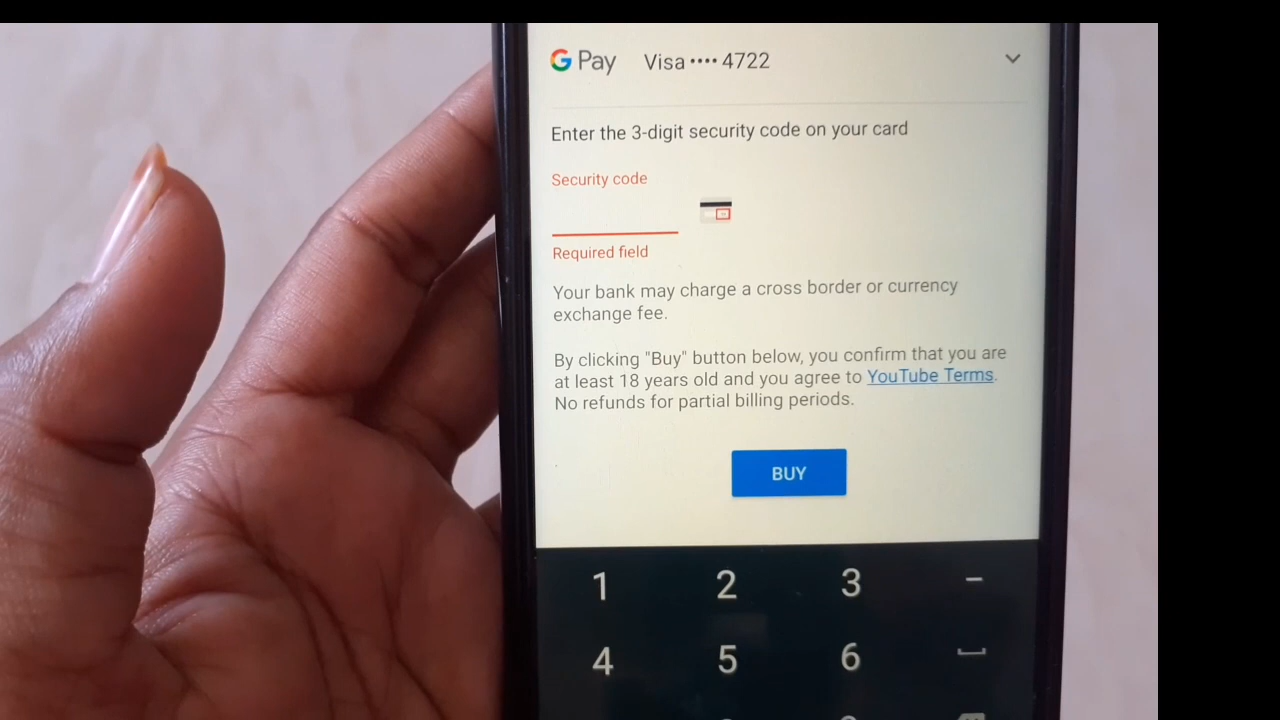 G Pay Visa •••• 4722
Enter the 3-digit security code on your card
Security code
Required field
Your bank may charge a cross border or currency
exchange fee.
By clicking "Buy" button below, you confirm that you are
at least 18 years old and you agree to YouTube Terms.
No refunds for partial billing periods.
BUY
1 2 3 –
4 5 6